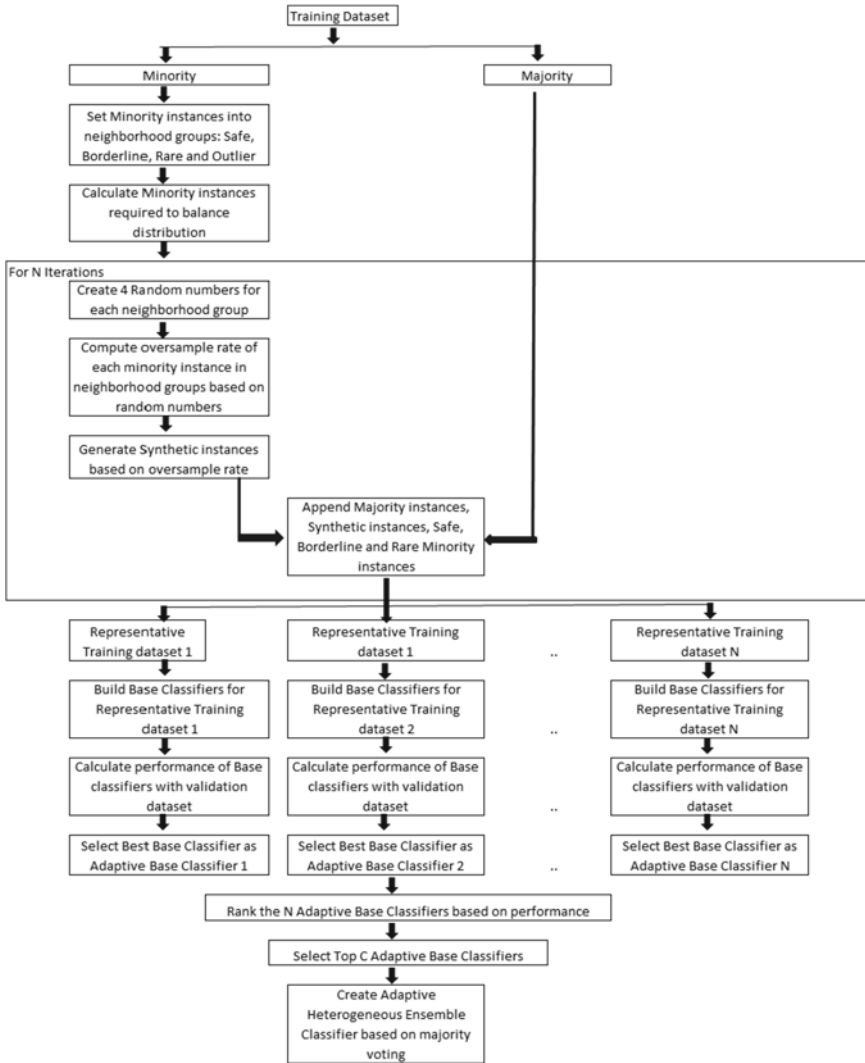 Training Dataset
Minority
Majority
Set Minority instances into
neighborhood groups: Safe,
Borderline, Rare and Outlier
Calculate Minority instances
required to balance
distribution
For N Iterations
Create 4 Random numbers for
each neighborhood group
Compute oversample rate of
each minority instance in
neighborhood groups based on
random numbers
Generate Synthetic instances
based on oversample rate
Append Majority instances,
Synthetic instances, Safe,
Borderline and Rare Minority
instances
Representative
Training dataset 1
Representative Training
dataset 1
..
Representative Training
dataset N
Build Base Classifiers for
Representative Training
dataset 1
Build Base Classifiers for
Representative Training
dataset 2
..
Build Base Classifiers for
Representative Training
dataset N
Calculate performance of Base
classifiers with validation
dataset
Calculate performance of Base
classifiers with validation
dataset
..
Calculate performance of Base
classifiers with validation
dataset
Select Best Base Classifier as
Adaptive Base Classifier 1
Select Best Base Classifier as
Adaptive Base Classifier 2
..
Select Best Base Classifier as
Adaptive Base Classifier N
Rank the N Adaptive Base Classifiers based on performance
Select Top C Adaptive Base Classifiers
Create Adaptive
Heterogeneous Ensemble
Classifier based on majority
voting